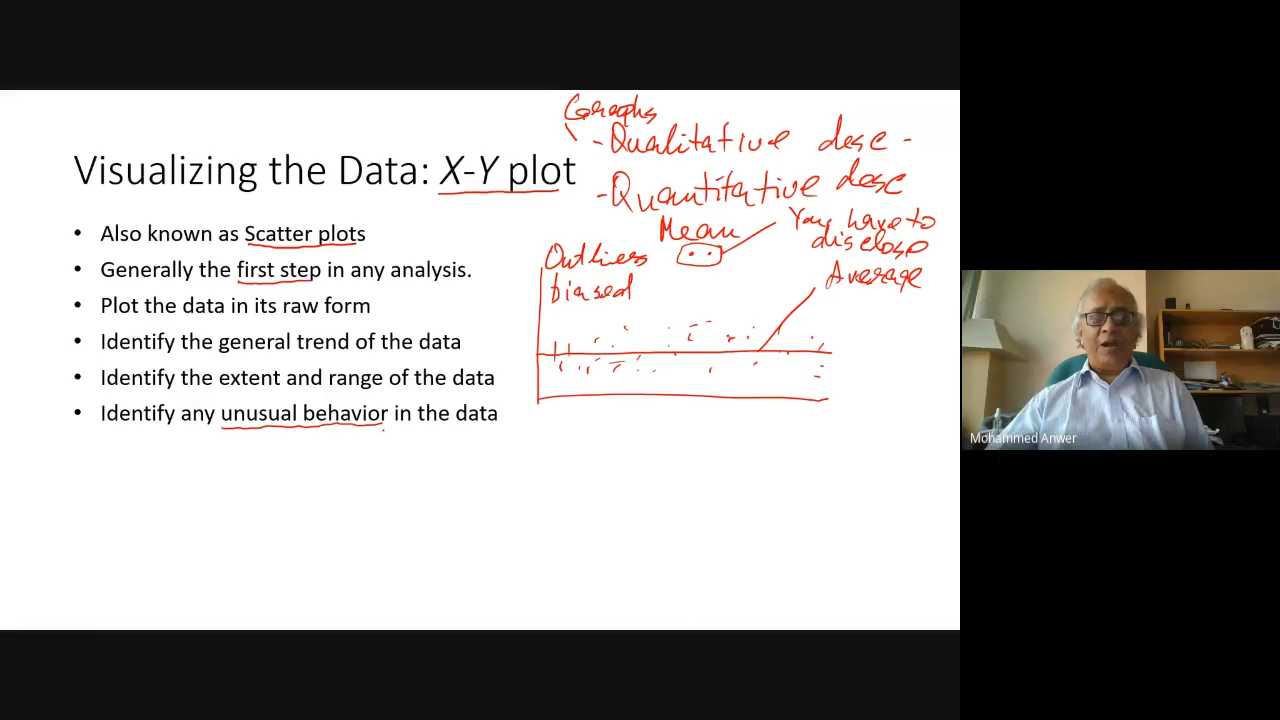 Graphs
- Qualitative desc -
Visualizing the Data: X-Y plot
- Quantitative desc
• Also known as Scatter plots
• Generally the first step in any analysis.
• Plot the data in its raw form
• Identify the general trend of the data
• Identify the extent and range of the data
• Identify any unusual behavior in the data
Mean
You have to
disclose
Outliers
biased
Average
Mohammed Anwer